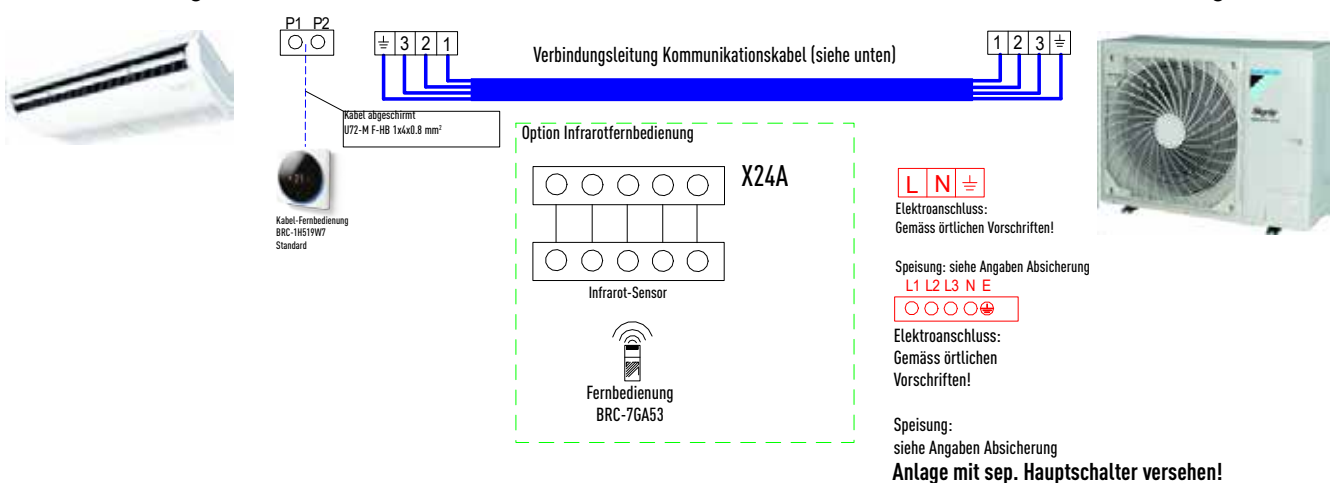 P1 P2
3 2 1
Verbindungsleitung Kommunikationskabel (siehe unten)
1 2 3
Kabel abgeschirmt
U72-M F-HB 1x4x0.8 mm²
Kabel-Fernbedienung
BRC-1H519W7
Standard
Option Infrarotfernbedienung
X24A
Infrarot-Sensor
Fernbedienung
BRC-7GA53
L N
Elektroanschluss:
Gemäss örtlichen Vorschriften!
Speisung: siehe Angaben Absicherung
L1 L2 L3 N E
Elektroanschluss:
Gemäss örtlichen
Vorschriften!
Speisung:
siehe Angaben Absicherung
Anlage mit sep. Hauptschalter versehen!